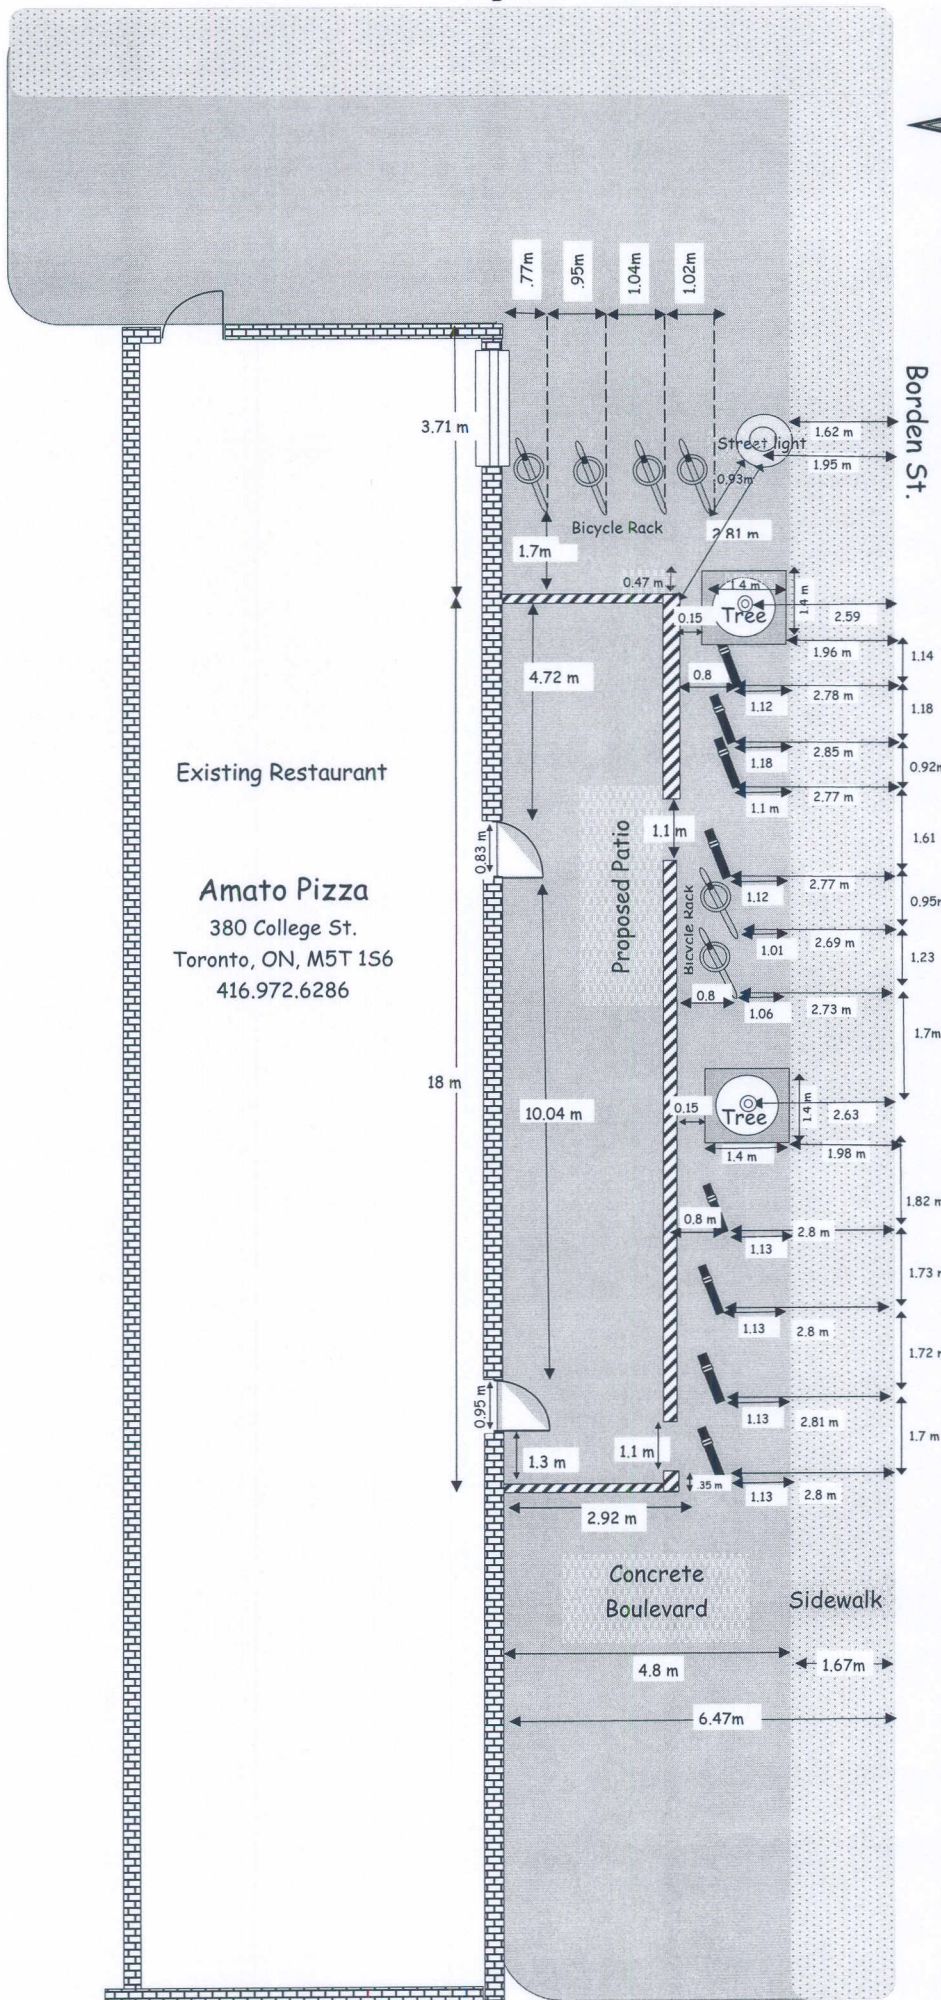 .77m
.95m
1.04m
1.02m
Borden St.
3.71 m
Street light
1.62 m
1.95 m
0.93m
Bicycle Rack
2.81 m
1.7m
0.47 m
1.4 m
1.4 m
Tree
2.59
0.15
1.96 m
1.14
4.72 m
0.8
1.12
2.78 m
1.18
1.18
2.85 m
0.92m
1.1 m
2.77 m
Existing Restaurant
Proposed Patio
1.1 m
1.61
0.83 m
Amato Pizza
380 College St.
Toronto, ON, M5T 1S6
416.972.6286
Bicycle Rack
1.12
2.77 m
0.95m
1.01
2.69 m
1.23
0.8
1.06
2.73 m
1.7m
18 m
10.04 m
0.15
Tree
1.4 m
2.63
1.4 m
1.98 m
1.82 m
0.8 m
2.8 m
1.13
1.73 m
1.13
2.8 m
1.72 m
0.95 m
1.13
2.81 m
1.7 m
1.3 m
1.1 m
.35 m
1.13
2.8 m
2.92 m
Concrete
Boulevard
Sidewalk
4.8 m
1.67m
6.47m